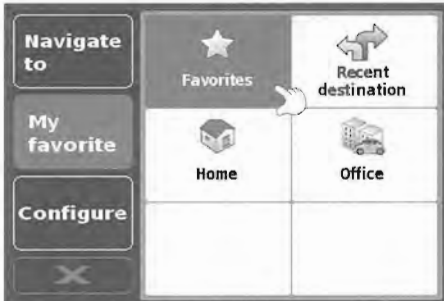 Navigate
to
My
favorite
Configure
Favorites
Recent
destination
Home
Office